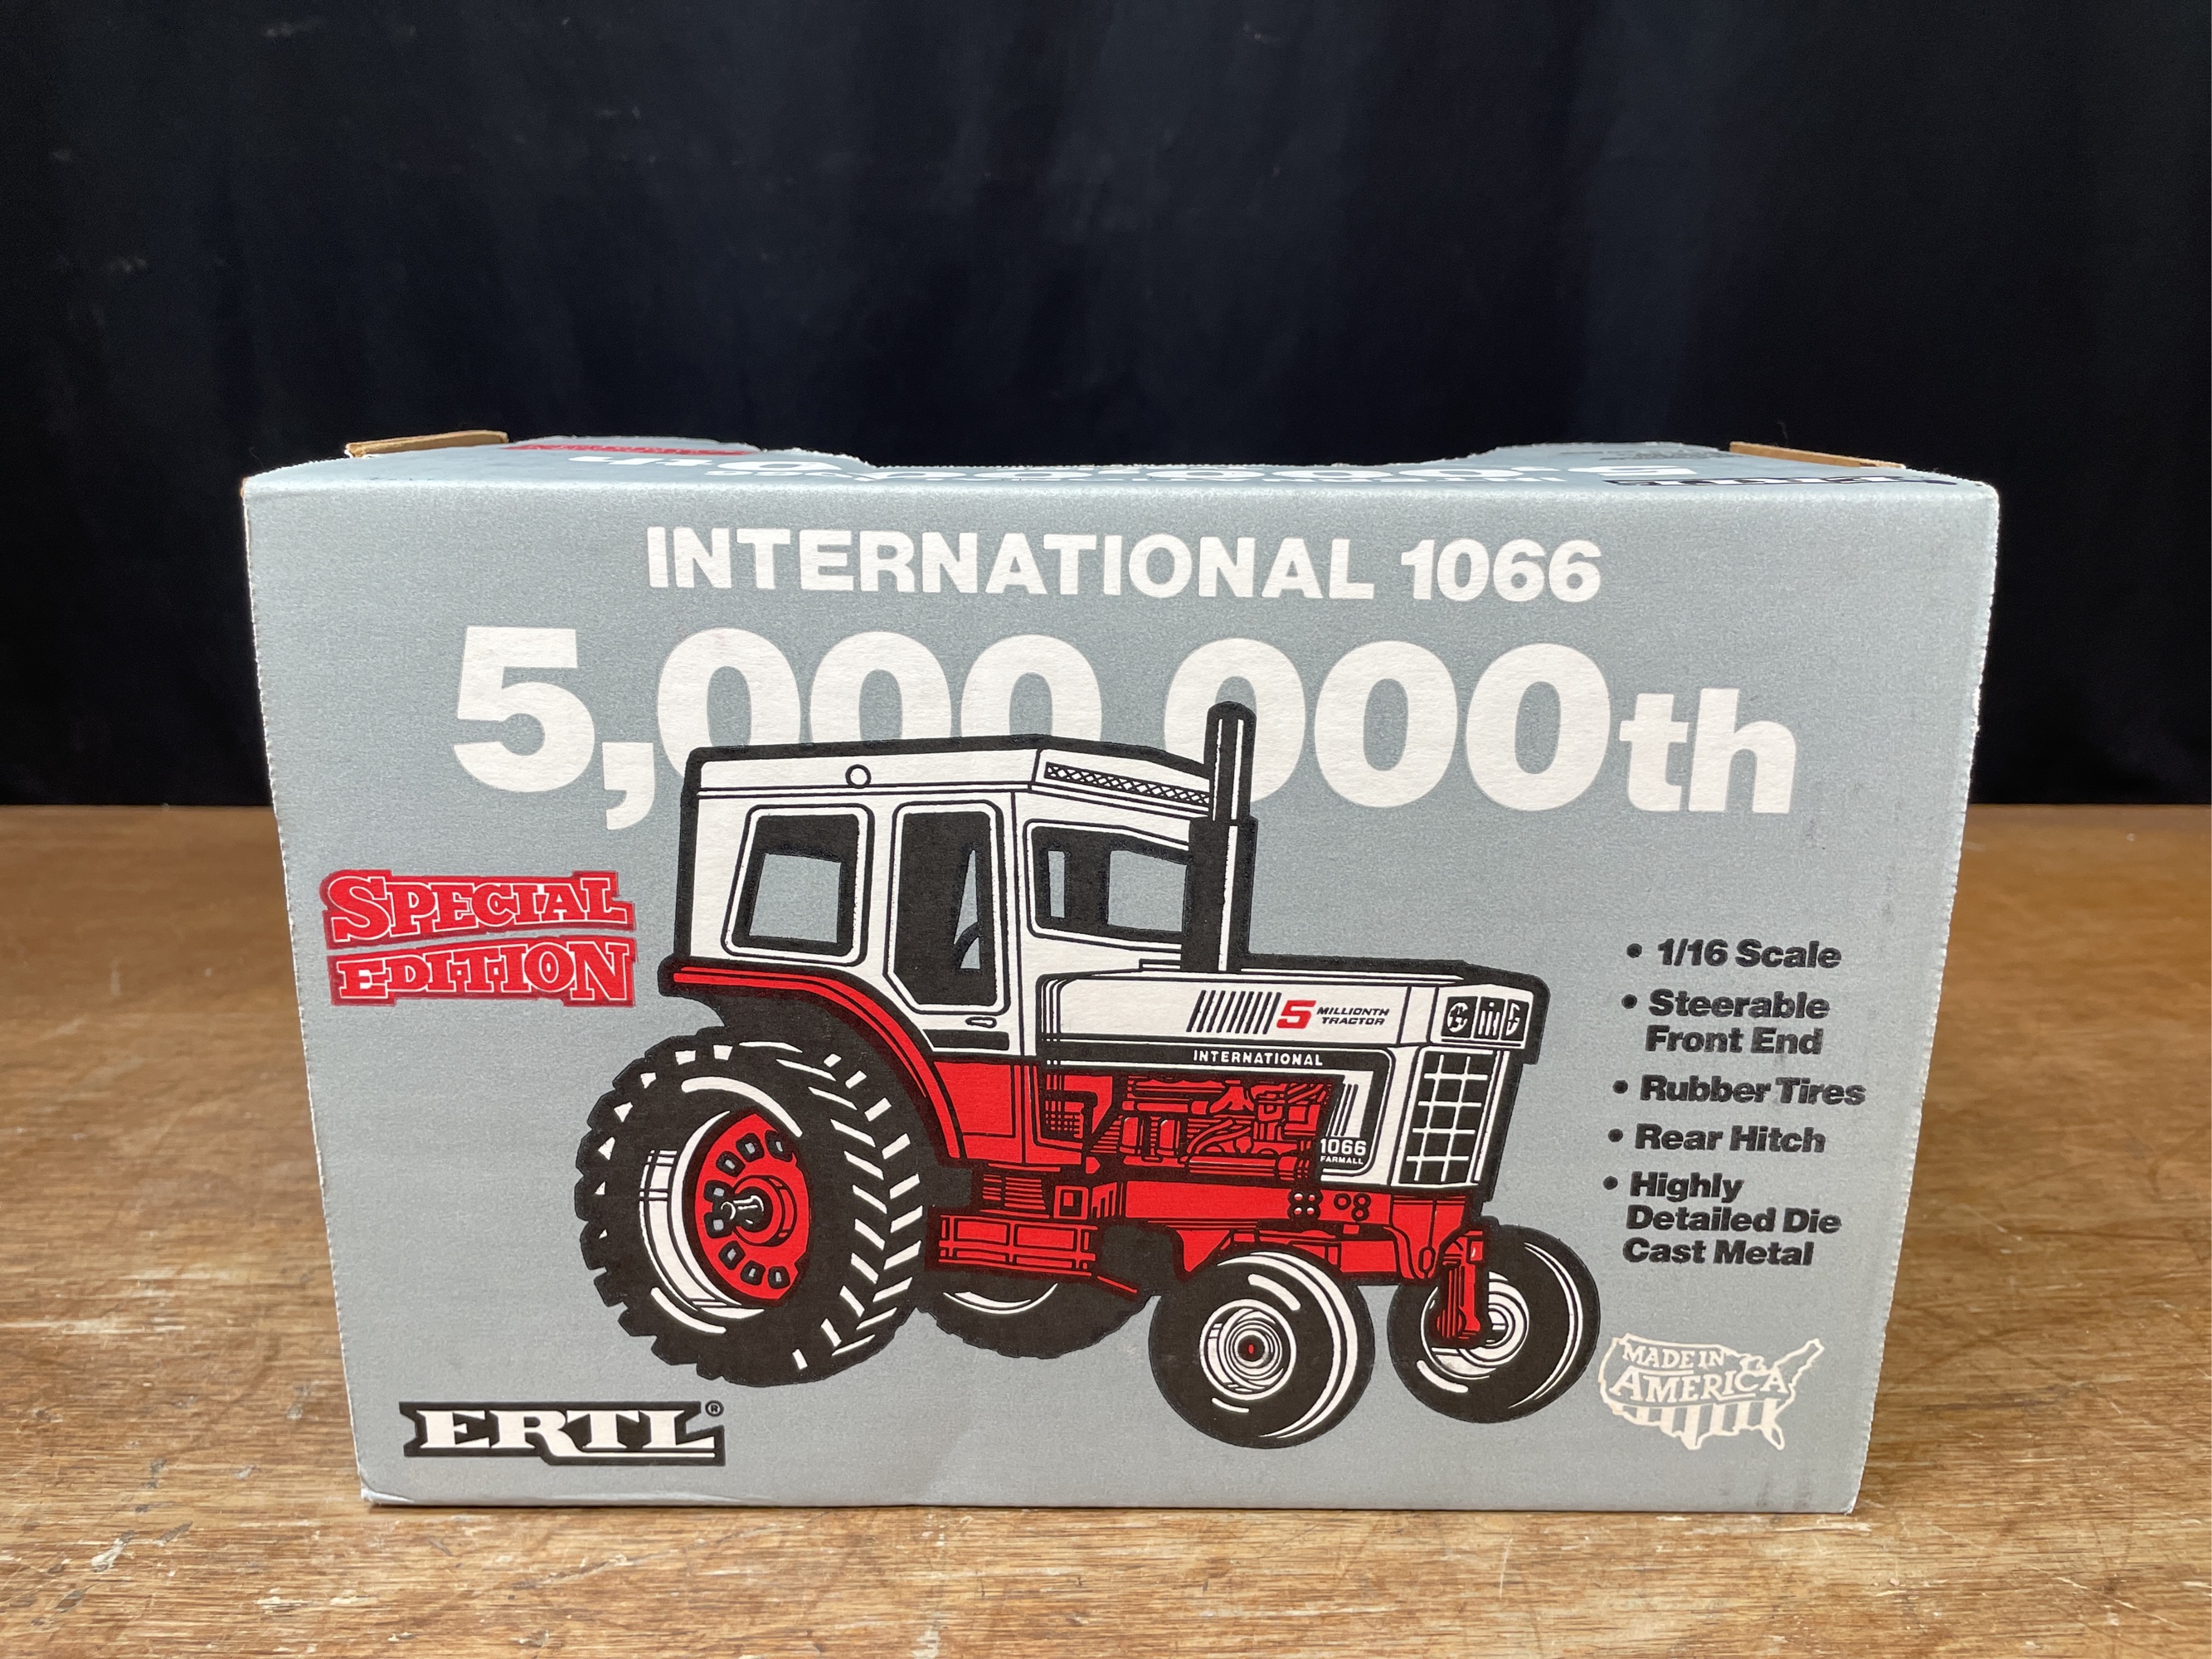 INTERNATIONAL 1066
5,000,000th
SPECIAL
EDITION
5 MILLIONTH
TRACTOR
INTERNATIONAL
1066
FARMALL
• 1/16 Scale
• Steerable
Front End
• Rubber Tires
• Rear Hitch
• Highly
Detailed Die
Cast Metal
MADE IN
AMERICA
ERTL®